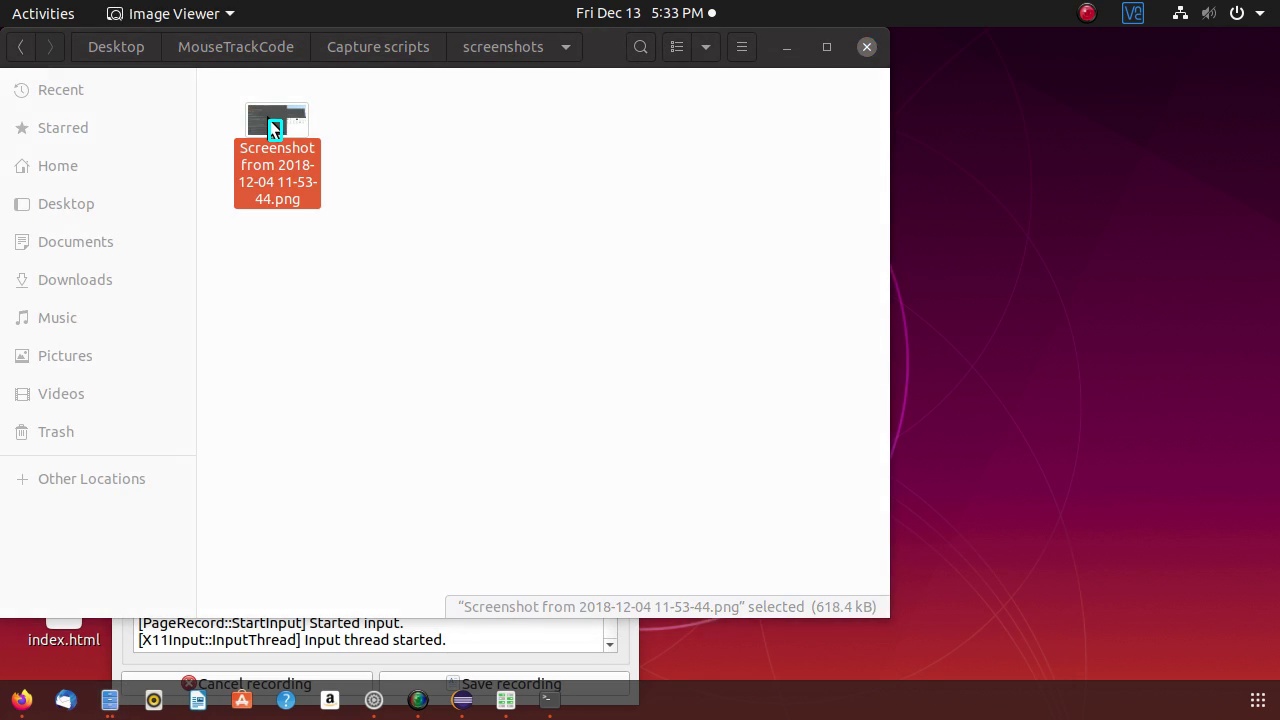 Activities
Image Viewer
Fri Dec 13 5:33 PM
V2
Desktop
MouseTrackCode
Capture scripts
screenshots
Recent
Starred
Home
Desktop
Documents
Downloads
Music
Pictures
Videos
Trash
Other Locations
Screenshot
from 2018-
12-04 11-53-
44.png
“Screenshot from 2018-12-04 11-53-44.png” selected (618.4 kB)
index.html
[PageRecord::StartInput] Started input.
[X11Input::InputThread] Input thread started.
Cancel recording
Save recording